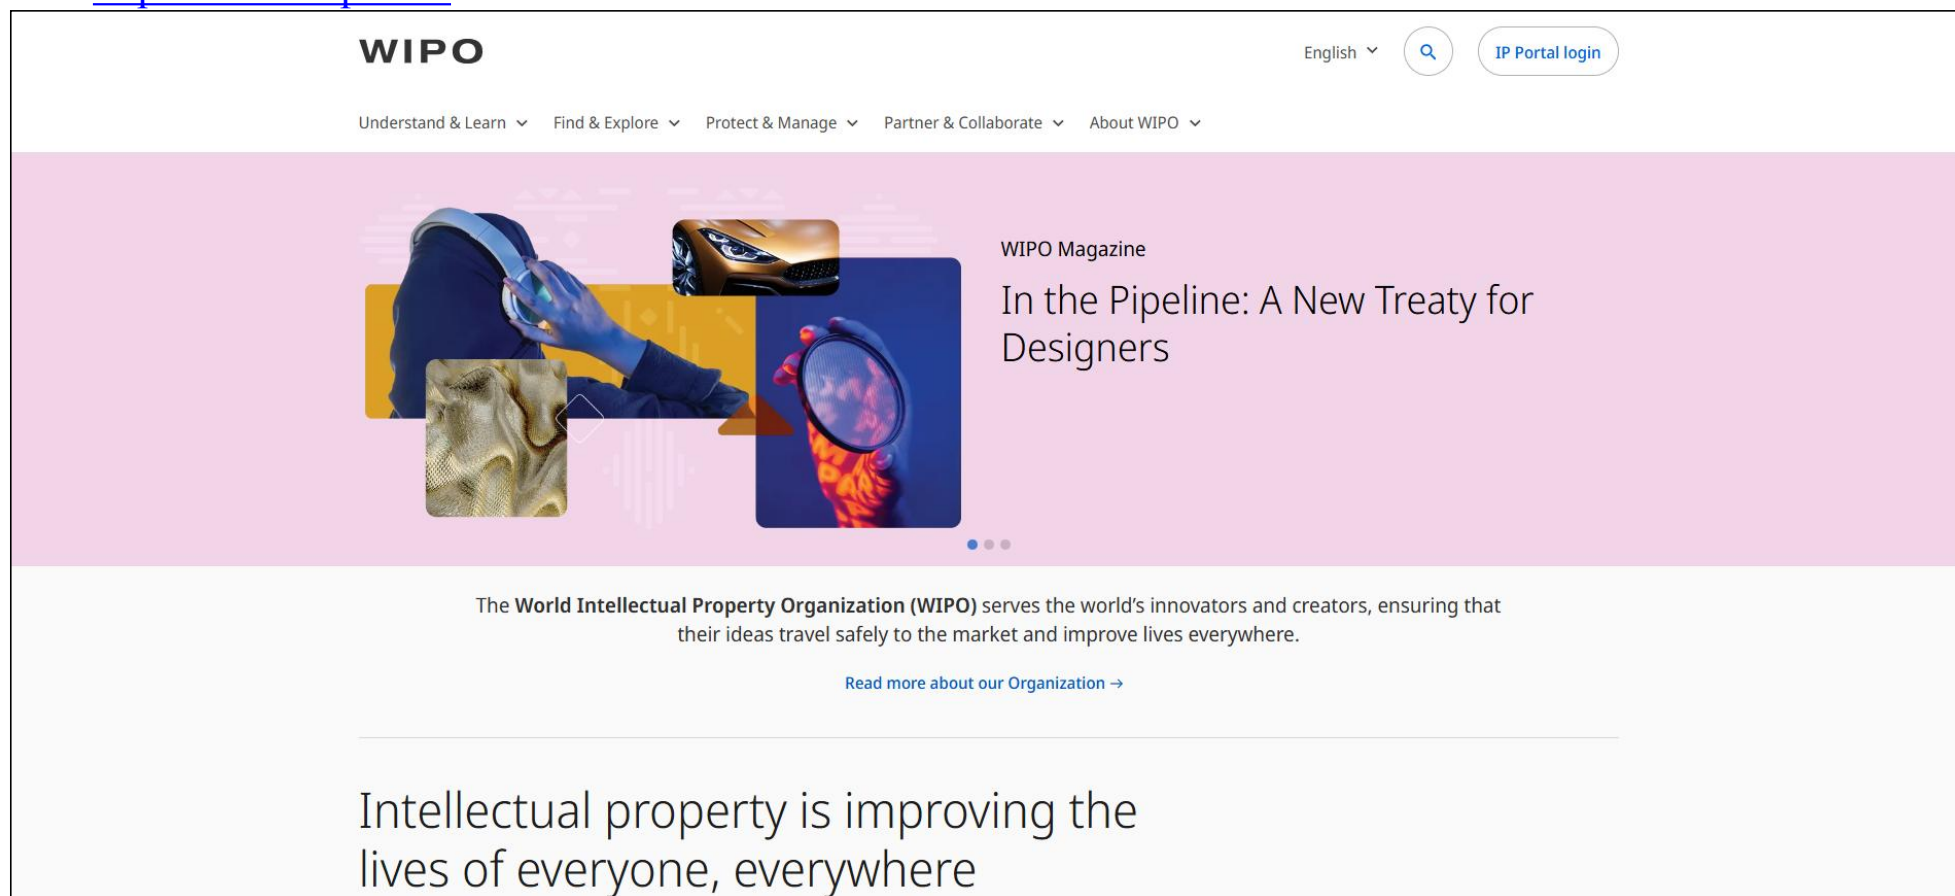 WIPO
English
IP Portal login
Understand & Learn
Find & Explore
Protect & Manage
Partner & Collaborate
About WIPO
WIPO Magazine
In the Pipeline: A New Treaty for
Designers
The World Intellectual Property Organization (WIPO) serves the world’s innovators and creators, ensuring that
their ideas travel safely to the market and improve lives everywhere.
Read more about our Organization →
Intellectual property is improving the
lives of everyone, everywhere